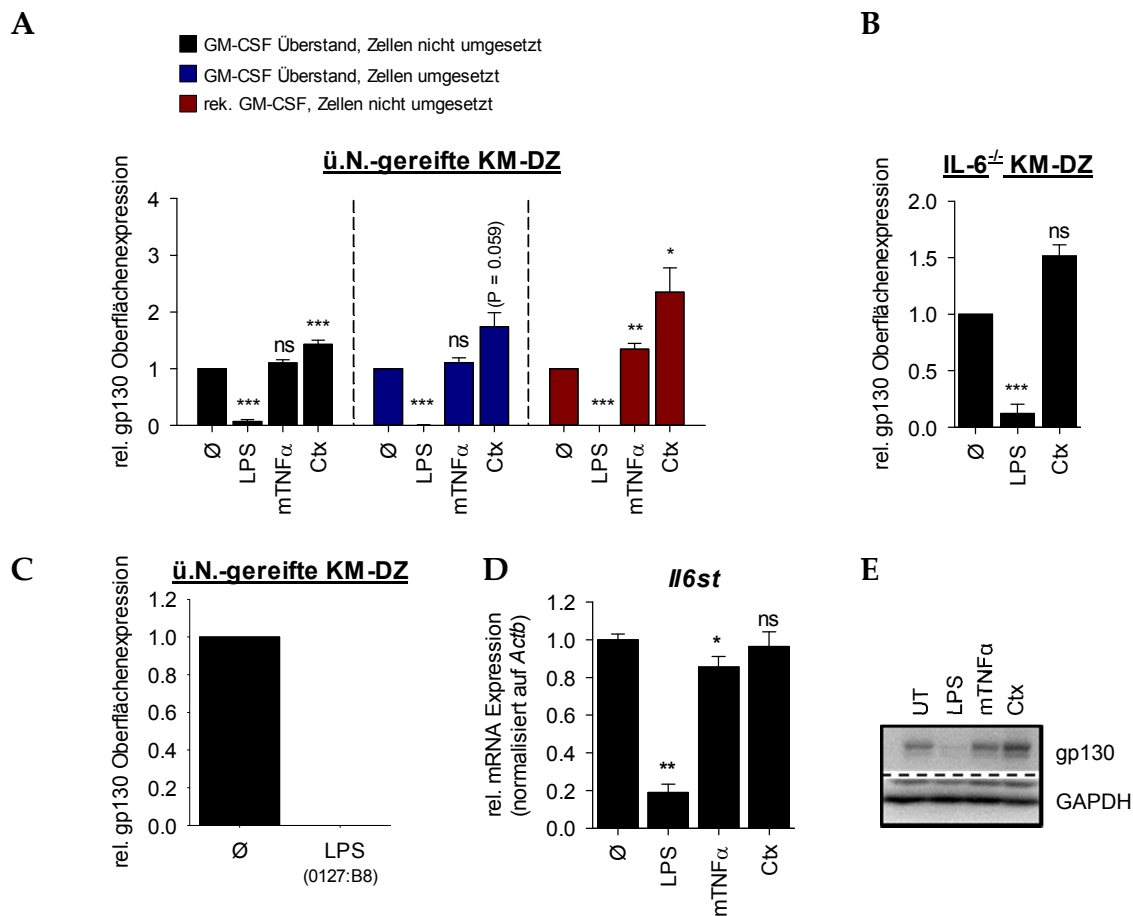 A
GM-CSF Überstand, Zellen nicht umgesetzt
GM-CSF Überstand, Zellen umgesetzt
rek. GM-CSF, Zellen nicht umgesetzt
ü.N.-gereifte KM-DZ
rel. gp130 Oberflächenexpression
4
3
2
1
0
***
ns
***
***
ns
(P = 0.059)
***
**
*
Ø
LPS
mTNFα
Ctx
Ø
LPS
mTNFα
Ctx
Ø
LPS
mTNFα
Ctx
B
IL-6-/- KM-DZ
rel. gp130 Oberflächenexpression
2.0
1.5
1.0
0.5
0.0
***
ns
Ø
LPS
Ctx
C
ü.N.-gereifte KM-DZ
rel. gp130 Oberflächenexpression
1.2
1.0
0.8
0.6
0.4
0.2
0.0
Ø
LPS
(0127:B8)
D
Il6st
rel. mRNA Expression
(normalisiert auf Actb)
1.2
1.0
0.8
0.6
0.4
0.2
0.0
**
*
ns
Ø
LPS
mTNFα
Ctx
E
UT
LPS
mTNFα
Ctx
gp130
GAPDH